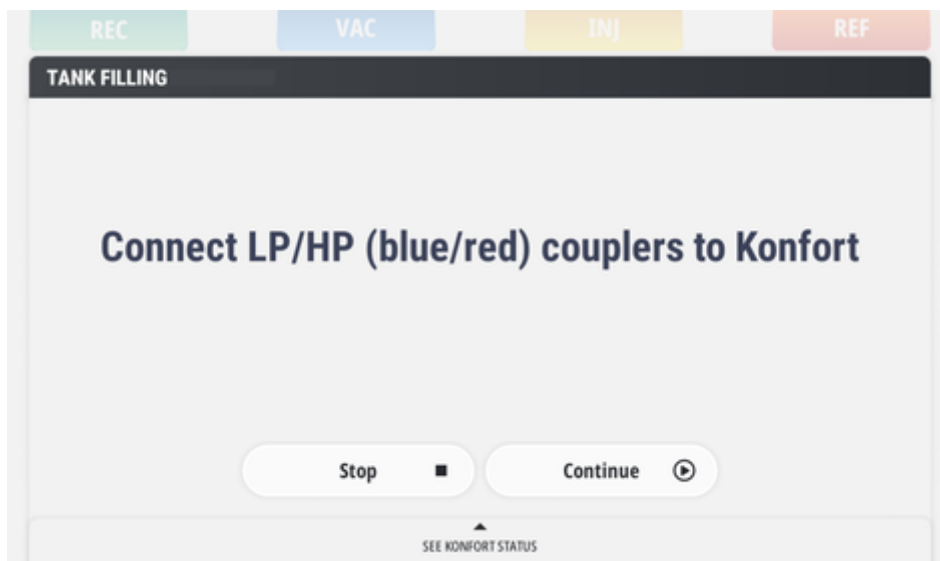 REC VAC INJ REF
TANK FILLING
Connect LP/HP (blue/red) couplers to Konfort
Stop Continue
SEE KONFORT STATUS